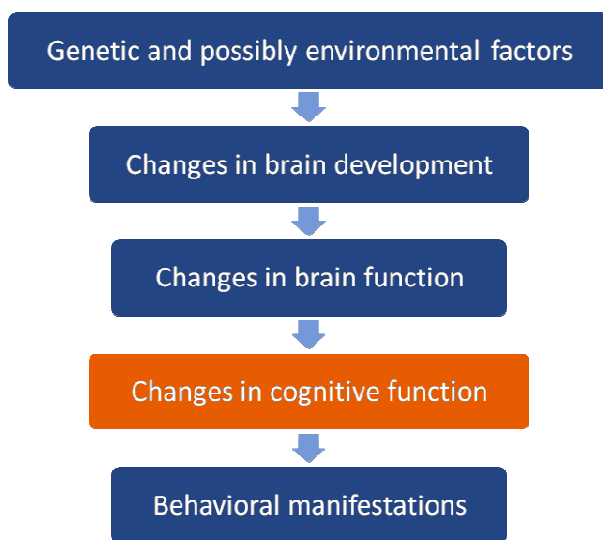 Genetic and possibly environmental factors
Changes in brain development
Changes in brain function
Changes in cognitive function
Behavioral manifestations